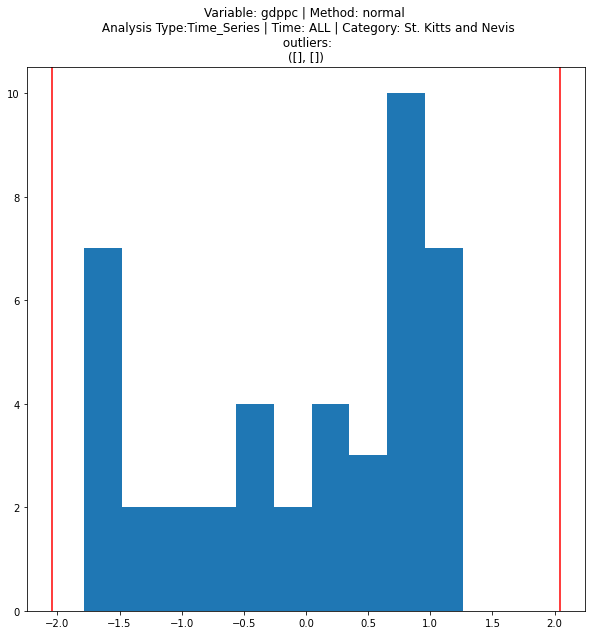 Variable: gdppc | Method: normal
Analysis Type:Time_Series | Time: ALL | Category: St. Kitts and Nevis
outliers:
([], [])
10
8
6
4
2
0
−2.0 −1.5 −1.0 −0.5 0.0 0.5 1.0 1.5 2.0